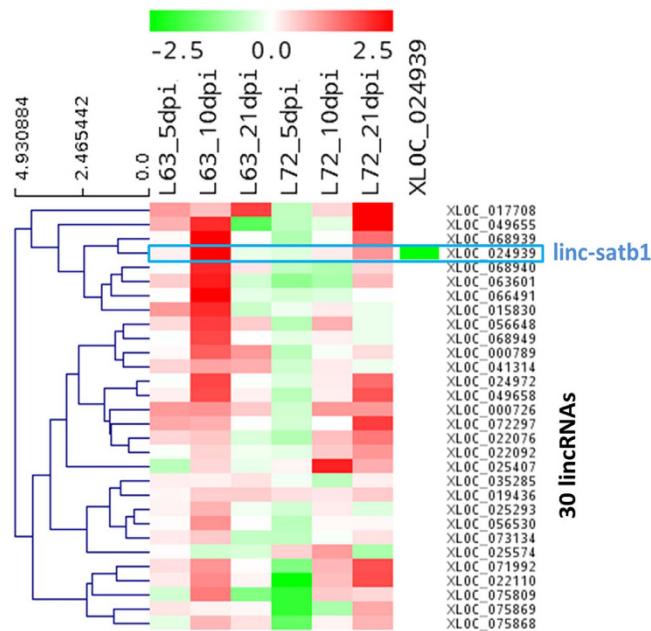 -2.5 0.0 2.5
4.930884
2.465442
0.0
L63_5dpi
L63_10dpi
L63_21dpi
L72_5dpi
L72_10dpi
L72_21dpi
XLOC_024939
XLOC_017708
XLOC_049655
XLOC_068939
XLOC_024939 linc-satb1
XLOC_068940
XLOC_063601
XLOC_066491
XLOC_015830
XLOC_056648
XLOC_068949
XLOC_000789
XLOC_041314
XLOC_024972
XLOC_049658
XLOC_000726
XLOC_072297
XLOC_022076
XLOC_022092
XLOC_025407
XLOC_035285
XLOC_019436
XLOC_025293
XLOC_056530
XLOC_073134
XLOC_025574
XLOC_071992
XLOC_022110
XLOC_075809
XLOC_075869
XLOC_075868
30 lincRNAs